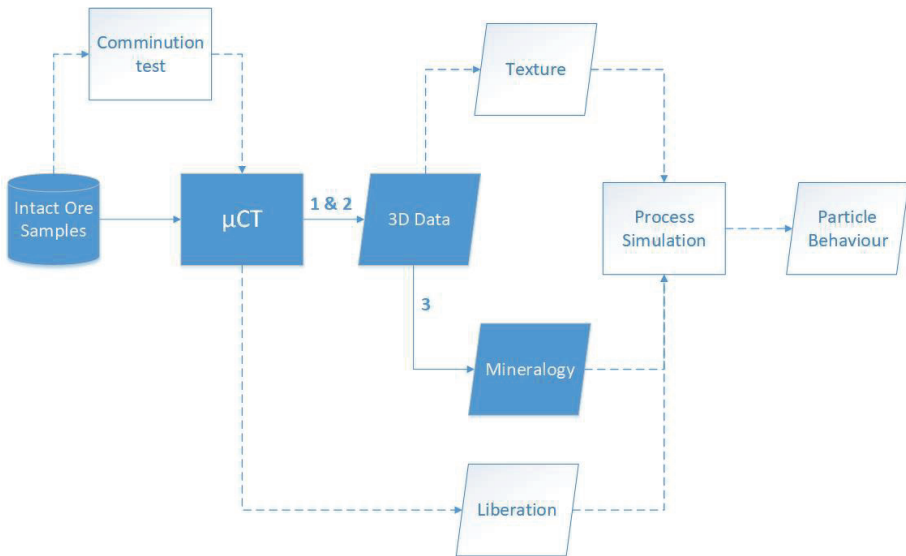 Comminution
test
Texture
Intact Ore
Samples
µCT
1 & 2
3D Data
Process
Simulation
Particle
Behaviour
3
Mineralogy
Liberation